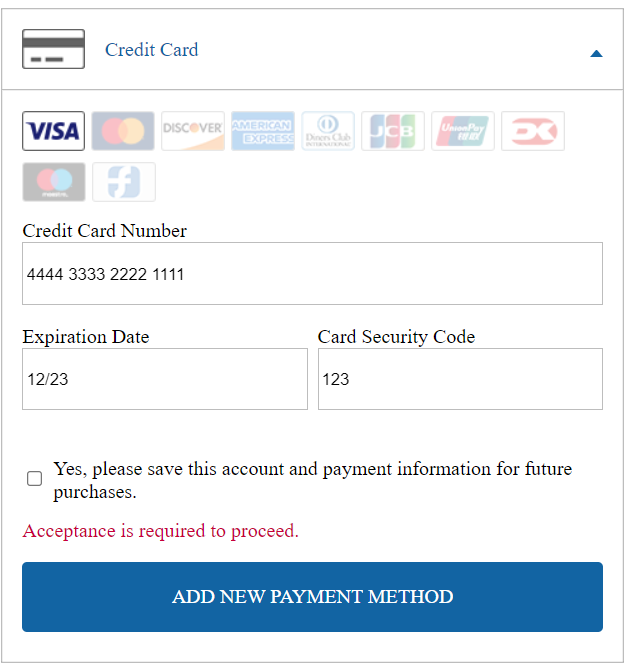 Credit Card
VISA DISCOVER AMERICAN EXPRESS Diners Club INTERNATIONAL JCB UnionPay
Credit Card Number
4444 3333 2222 1111
Expiration Date Card Security Code
12/23 123
Yes, please save this account and payment information for future
purchases.
Acceptance is required to proceed.
ADD NEW PAYMENT METHOD